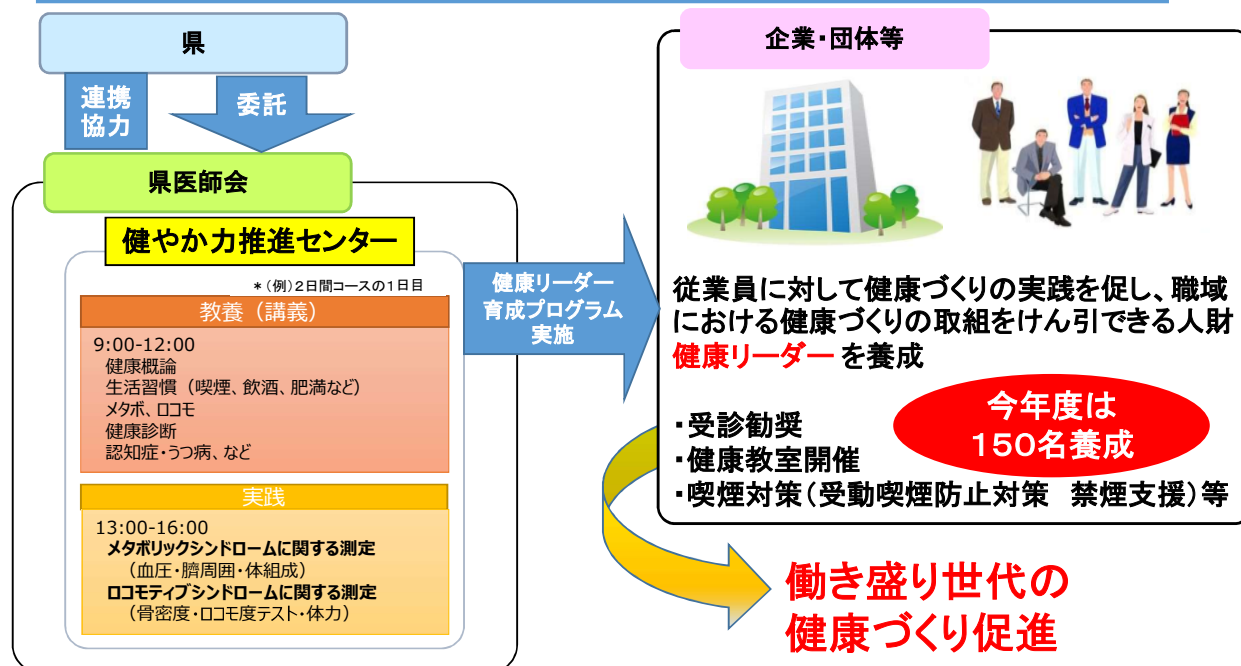 県
連携
協力
委託
県医師会
健やか力推進センター
*(例)2日間コースの1日目
教養（講義）
9:00-12:00
健康概論
生活習慣（喫煙、飲酒、肥満など）
メタボ、ロコモ
健康診断
認知症・うつ病、など
実践
13:00-16:00
メタボリックシンドロームに関する測定
（血圧・臍周囲・体組成）
ロコモティブシンドロームに関する測定
（骨密度・ロコモ度テスト・体力）
健康リーダー
育成プログラム
実施
企業・団体等
従業員に対して健康づくりの実践を促し、職域
における健康づくりの取組をけん引できる人財
健康リーダー を養成
今年度は
150名養成
・受診勧奨
・健康教室開催
・喫煙対策(受動喫煙防止対策　禁煙支援)等
働き盛り世代の
健康づくり促進